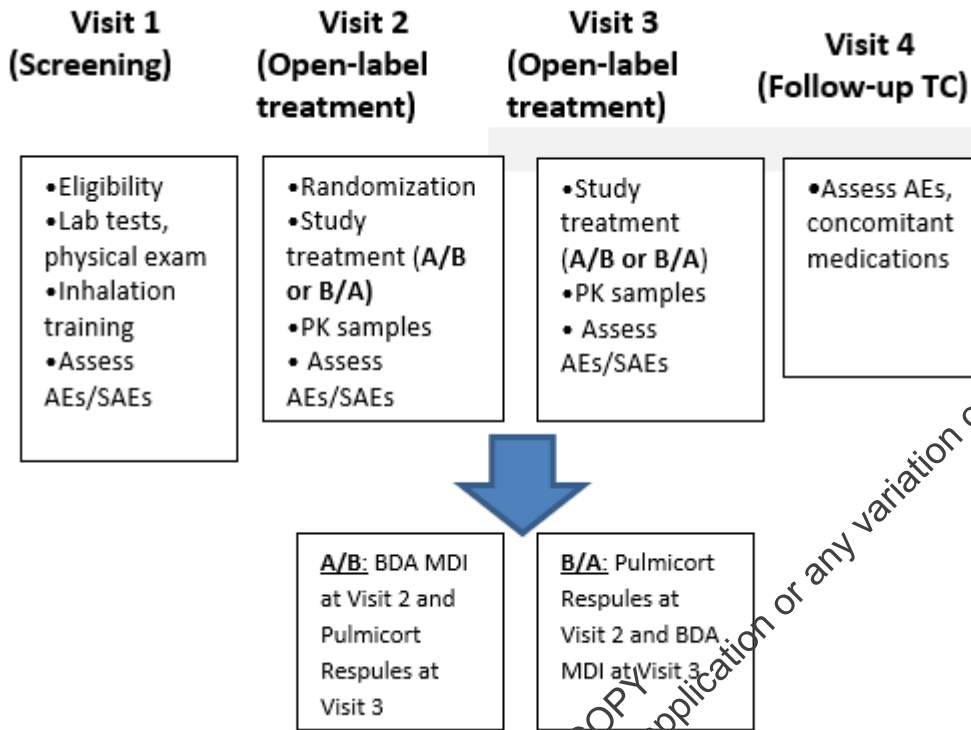 Visit 1
(Screening)
Visit 2
(Open-label
treatment)
Visit 3
(Open-label
treatment)
Visit 4
(Follow-up TC)
•Eligibility
•Lab tests,
physical exam
•Inhalation
training
•Assess
AEs/SAEs
•Randomization
•Study
treatment (A/B
or B/A)
•PK samples
• Assess
AEs/SAEs
•Study
treatment
(A/B or B/A)
•PK samples
• Assess
AEs/SAEs
•Assess AEs,
concomitant
medications
A/B: BDA MDI
at Visit 2 and
Pulmicort
Respules at
Visit 3
B/A: Pulmicort
Respules at
Visit 2 and BDA
MDI at Visit 3
COPY
application or any variation